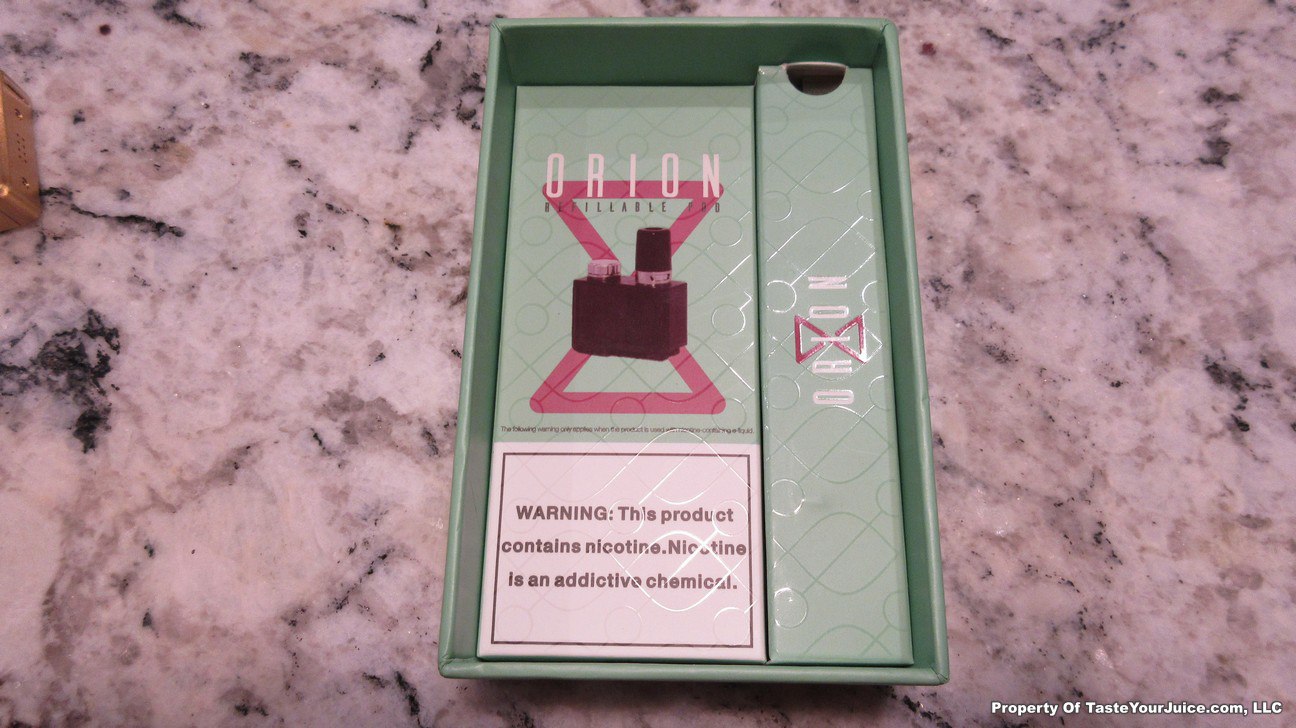 ORION
REFILLABLE POD
The following warning only applies when the product is used with nicotine-containing e-liquid.
WARNING: This product
contains nicotine.Nicotine
is an addictive chemical.
ORION
Property Of TasteYourJuice.com, LLC